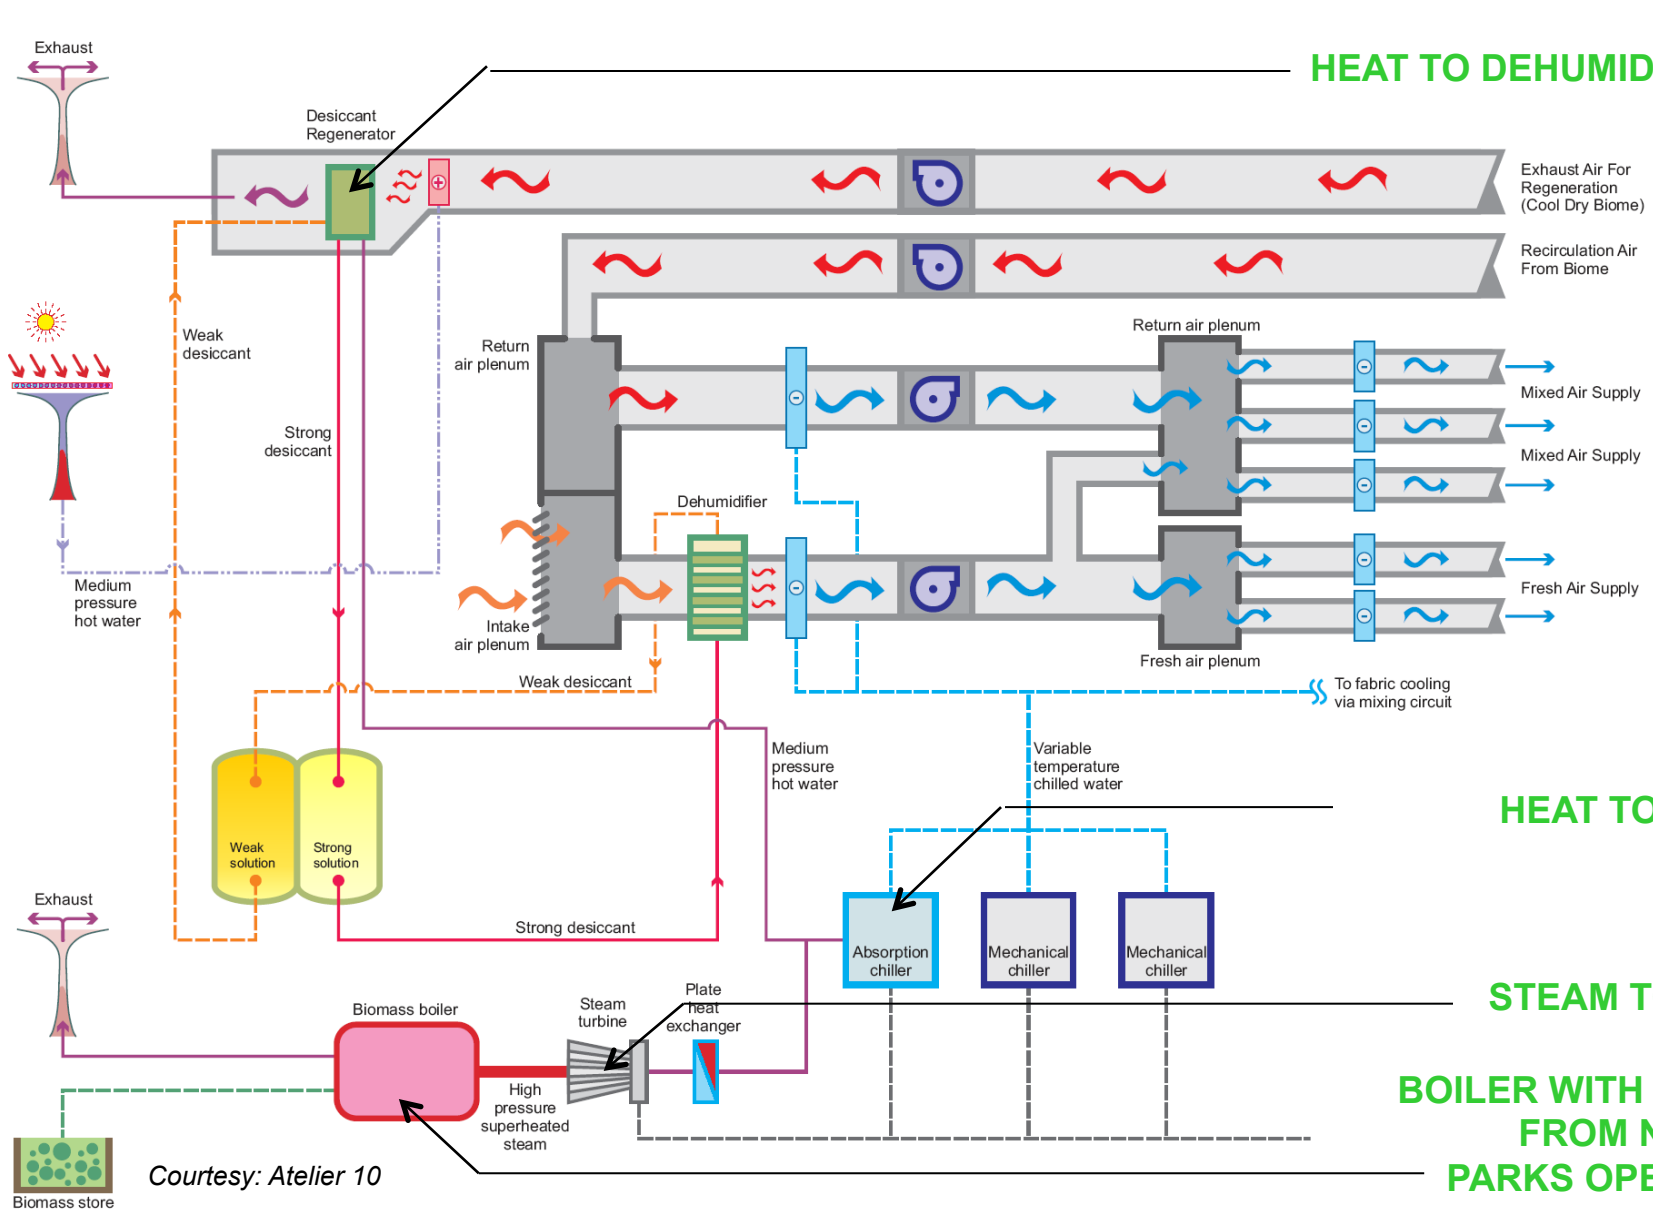 Exhaust
HEAT TO DEHUMID
Desiccant
Regenerator
Exhaust Air For
Regeneration
(Cool Dry Biome)
Recirculation Air
From Biome
Weak
desiccant
Return
air plenum
Return air plenum
Mixed Air Supply
Strong
desiccant
Mixed Air Supply
Dehumidifier
Medium
pressure
hot water
Intake
air plenum
Fresh Air Supply
Fresh air plenum
Weak desiccant
To fabric cooling
via mixing circuit
Medium
pressure
hot water
Variable
temperature
chilled water
HEAT TO
Weak
solution
Strong
solution
Exhaust
Strong desiccant
Absorption
chiller
Mechanical
chiller
Mechanical
chiller
Plate
heat
exchanger
STEAM T
Biomass boiler
Steam
turbine
High
pressure
superheated
steam
BOILER WITH
FROM N
PARKS OPE
Courtesy: Atelier 10
Biomass store